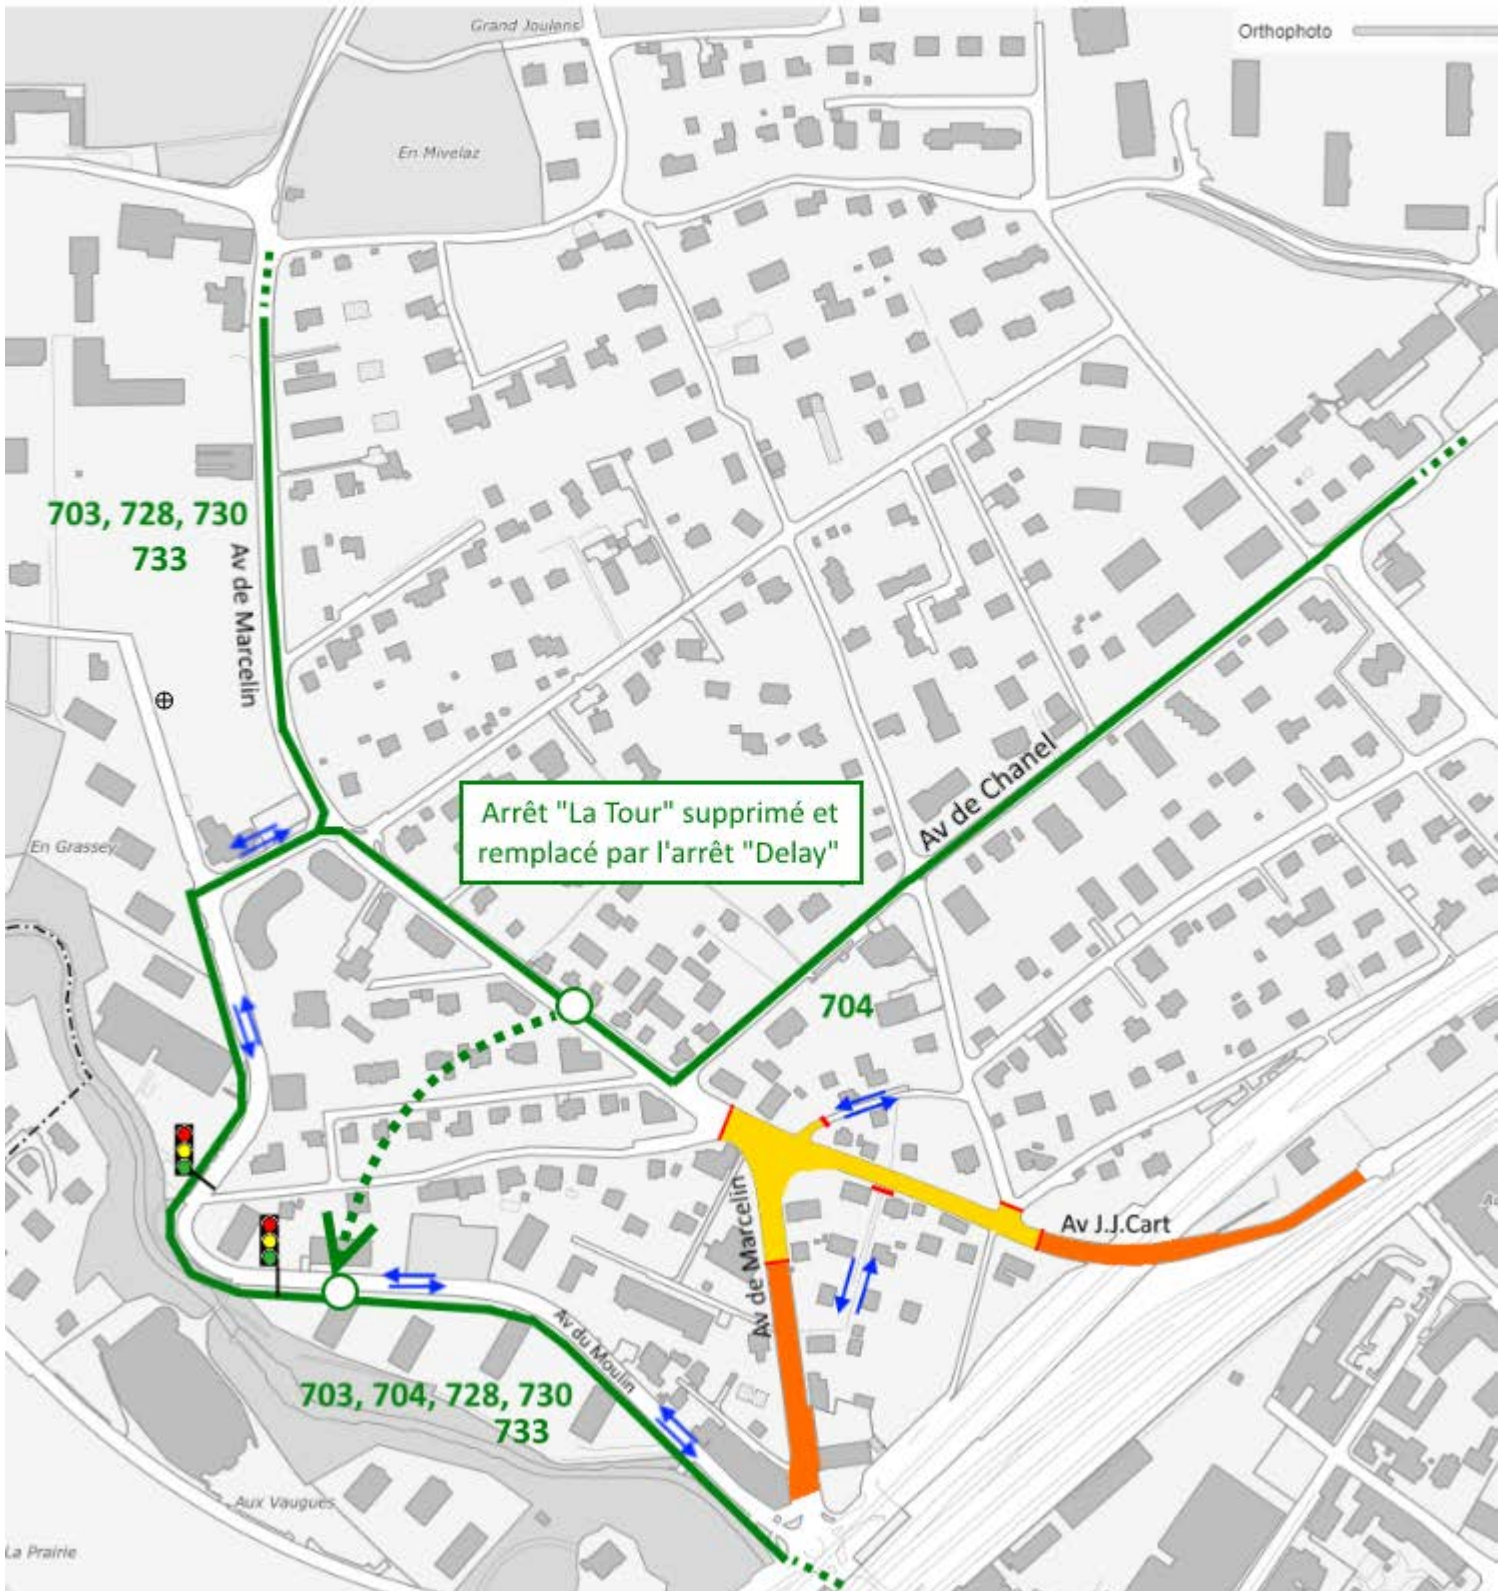 Grand Joulens
Orthophoto
En Mivelaz
703, 728, 730
733
Av de Marcelin
Arrêt "La Tour" supprimé et
remplacé par l'arrêt "Delay"
Av de Chanel
En Grassey
704
Av de Marcelin
Av J.J.Cart
Av du Moulin
703, 704, 728, 730
733
Aux Vaugues
La Prairie